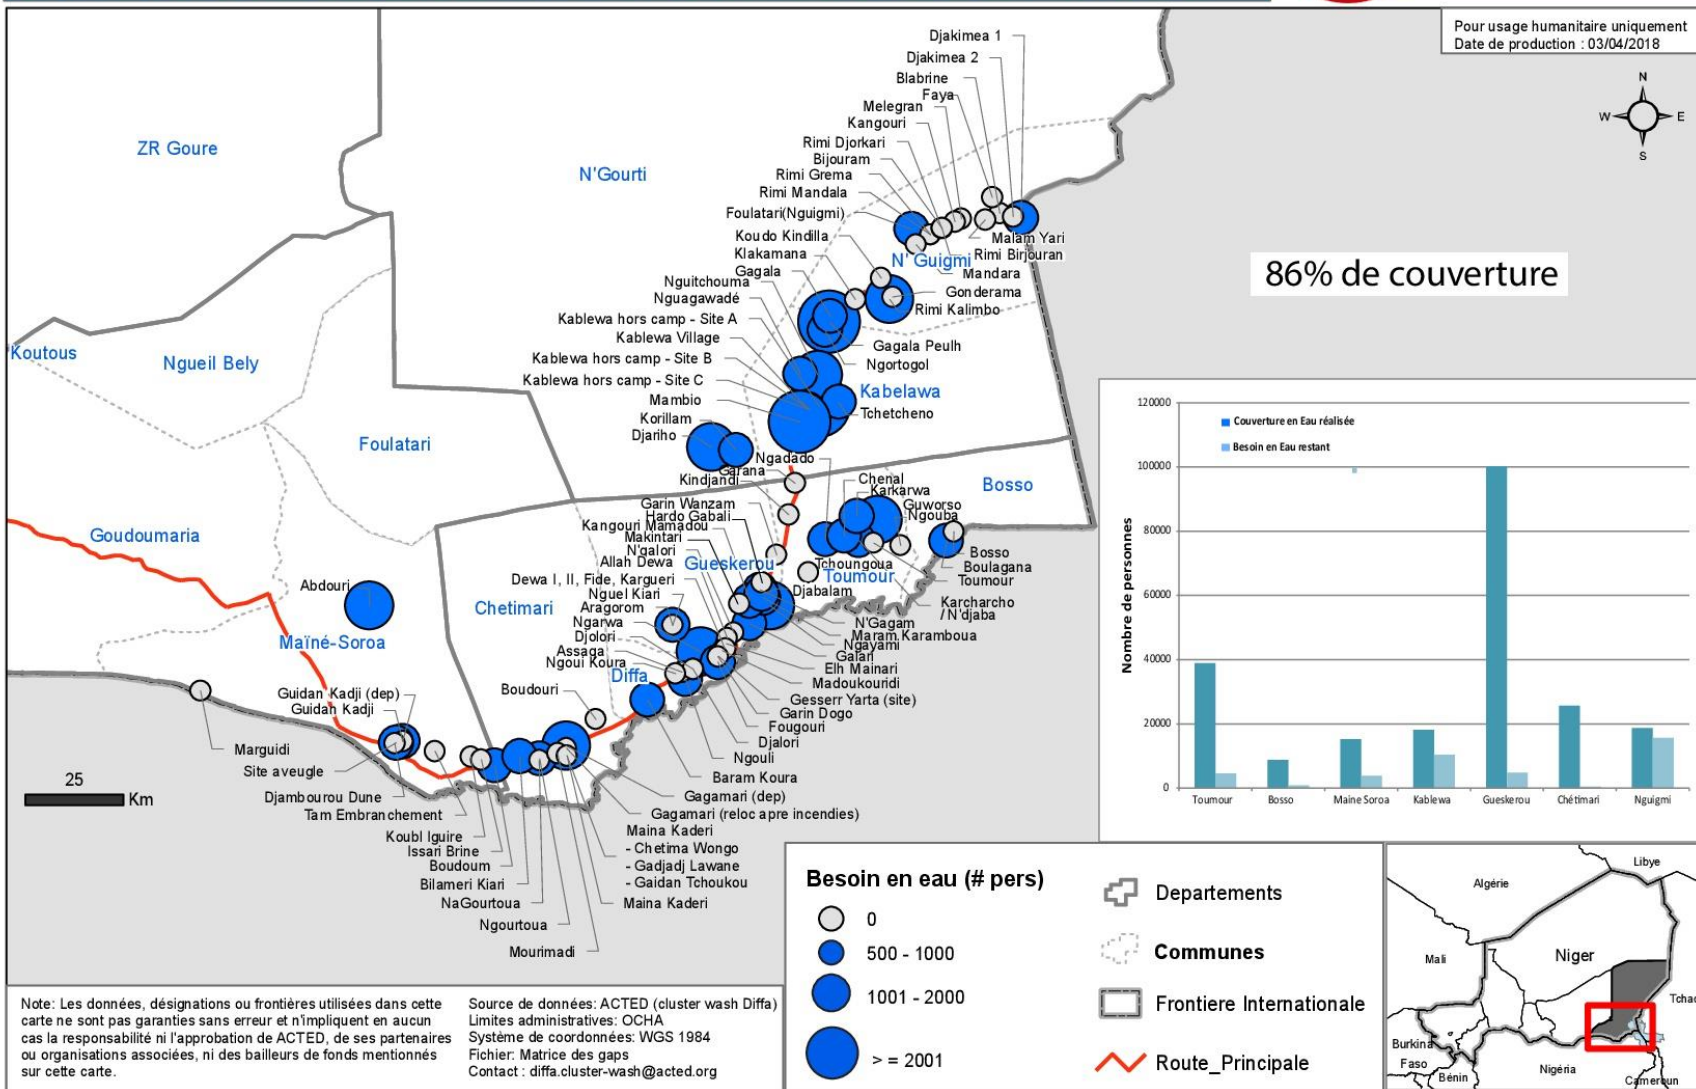 Pour usage humanitaire uniquement
Date de production : 03/04/2018
N
W
E
S
86% de couverture
ZR Goure
N'Gourti
Koutous
Ngueil Bely
Foulatari
Goudoumaria
Maïné-Soroa
Chetimari
Diffa
Gueskerou
Toumour
Bosso
Kabelawa
N'Guigmi
Djakimea 1
Djakimea 2
Blabrine
Faya
Melegran
Kangouri
Rimi Djorkari
Bijouram
Rimi Grema
Rimi Mandala
Foulatari(Nguigmi)
Koudo Kindilla
Klakamana
Gagala
Nguitchouma
Nguagawadé
Kablewa hors camp - Site A
Kablewa Village
Kablewa hors camp - Site B
Kablewa hors camp - Site C
Mambio
Korillam
Djariho
Malam Yari
Rimi Birjouran
Mandara
Gonderama
Rimi Kalimbo
Gagala Peulh
Ngortogol
Tchetcheno
Ngadado
Garana
Kindjandi
Chenal
Karkarwa
Guworso
Ngouba
Garin Wanzam
Hardo Gabali
Kangouri Mamadou
Makintari
N'galori
Allah Dewa
Dewa I, II, Fide, Kargueri
Nguel Kiari
Aragorom
Ngarwa
Djolori
Assaga
Ngoui Koura
Boudouri
Bosso
Boulagana
Toumour
Tchoungoua
Djabalam
Karcharcho
/ N'djaba
N'Gagam
Maram Karamboua
Ngayami
Galari
Elh Mainari
Madoukouridi
Gesserr Yarta (site)
Garin Dogo
Fougouri
Djalori
Ngouli
Baram Koura
Gagamari (dep)
Gagamari (reloc apre incendies)
Maina Kaderi
- Chetima Wongo
- Gadjadj Lawane
- Gaidan Tchoukou
Maina Kaderi
Abdouri
Guidan Kadji (dep)
Guidan Kadji
Marguidi
Site aveugle
Djambourou Dune
Tam Embranchement
Koubl Iguire
Issari Brine
Boudoum
Bilameri Kiari
NaGourtoua
Ngourtoua
Mourimadi
25
Km
120000
100000
80000
60000
40000
20000
0
Nombre de personnes
Couverture en Eau réalisée
Besoin en Eau restant
Toumour
Bosso
Maine Soroa
Kablewa
Gueskerou
Chétimari
Nguigmi
Note: Les données, désignations ou frontières utilisées dans cette
carte ne sont pas garanties sans erreur et n'impliquent en aucun
cas la responsabilité ni l'approbation de ACTED, de ses partenaires
ou organisations associées, ni des bailleurs de fonds mentionnés
sur cette carte.
Source de données: ACTED (cluster wash Diffa)
Limites administratives: OCHA
Système de coordonnées: WGS 1984
Fichier: Matrice des gaps
Contact : diffa.cluster-wash@acted.org
Besoin en eau (# pers)
0
500 - 1000
1001 - 2000
> = 2001
Departements
Communes
Frontiere Internationale
Route_Principale
Libye
Algérie
Mali
Niger
Tchad
Burkina
Faso
Bénin
Nigéria
Cameroun